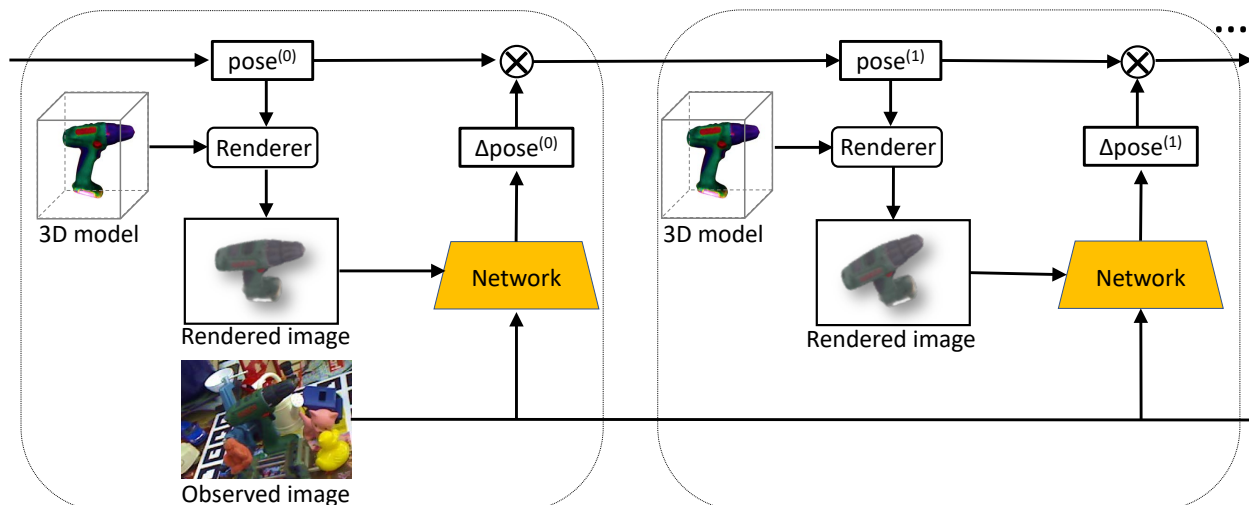 pose⁽⁰⁾
Renderer
3D model
Δpose⁽⁰⁾
Network
Rendered image
Observed image
....
pose⁽¹⁾
Renderer
3D model
Δpose⁽¹⁾
Network
Rendered image